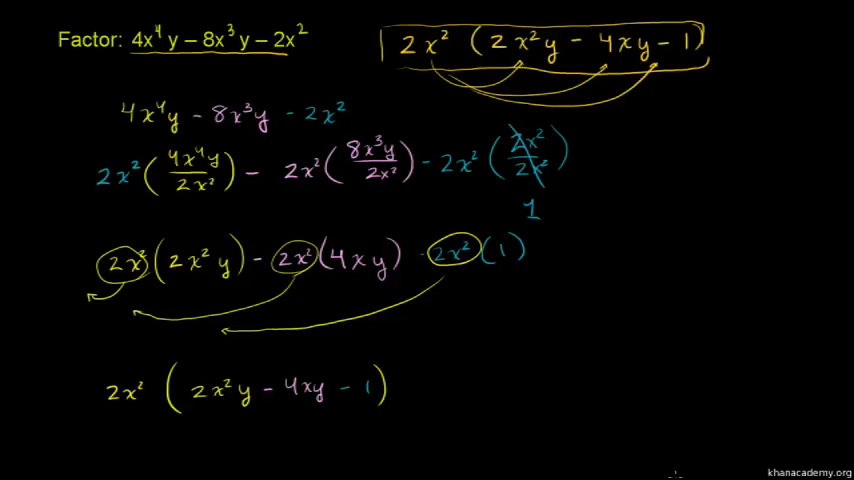 Factor: 4x⁴y – 8x³y – 2x²
2x² (2x²y - 4xy - 1)
4x⁴y - 8x³y - 2x²
2x² (4x⁴y / 2x²) - 2x² (8x³y / 2x²) - 2x² (2x² / 2x²)
1
2x² (2x²y) - 2x² (4xy) - 2x² (1)
2x² (2x²y - 4xy - 1)
khanacademy.org